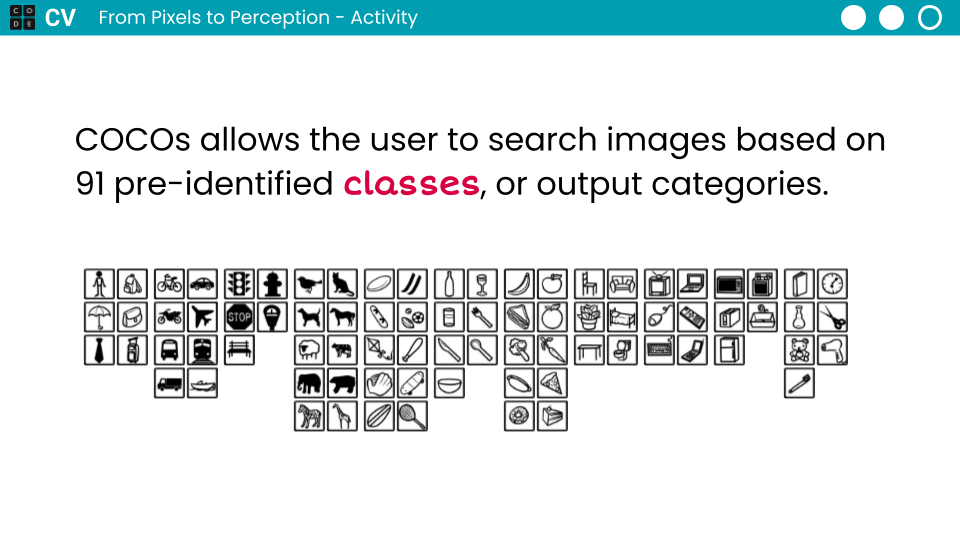 CODE
CV
From Pixels to Perception - Activity
COCOs allows the user to search images based on
91 pre-identified classes, or output categories.
STOP